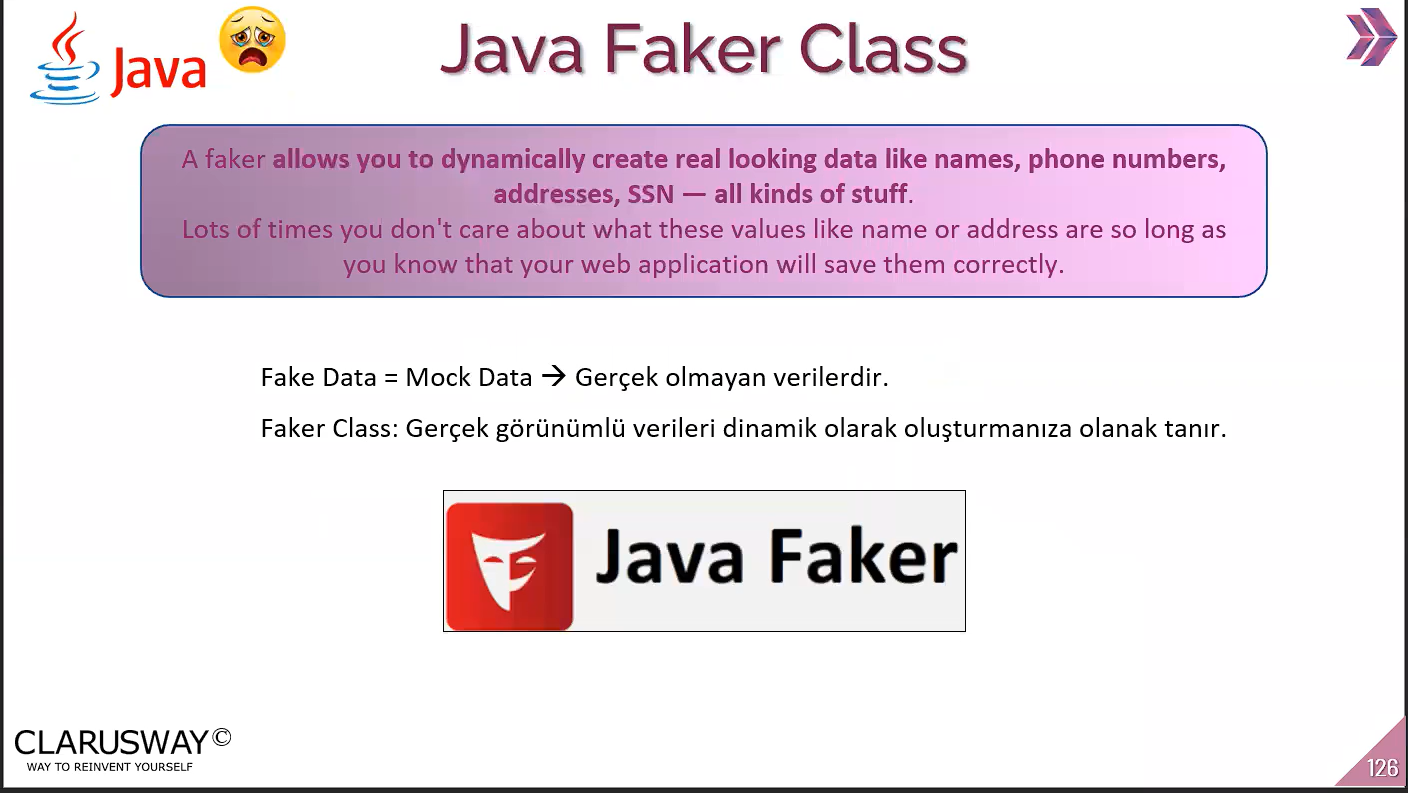 Java
Java Faker Class
A faker allows you to dynamically create real looking data like names, phone numbers,
addresses, SSN — all kinds of stuff.
Lots of times you don't care about what these values like name or address are so long as
you know that your web application will save them correctly.
Fake Data = Mock Data → Gerçek olmayan verilerdir.
Faker Class: Gerçek görünümlü verileri dinamik olarak oluşturmanıza olanak tanır.
Java Faker
CLARUSWAY©
WAY TO REINVENT YOURSELF
126